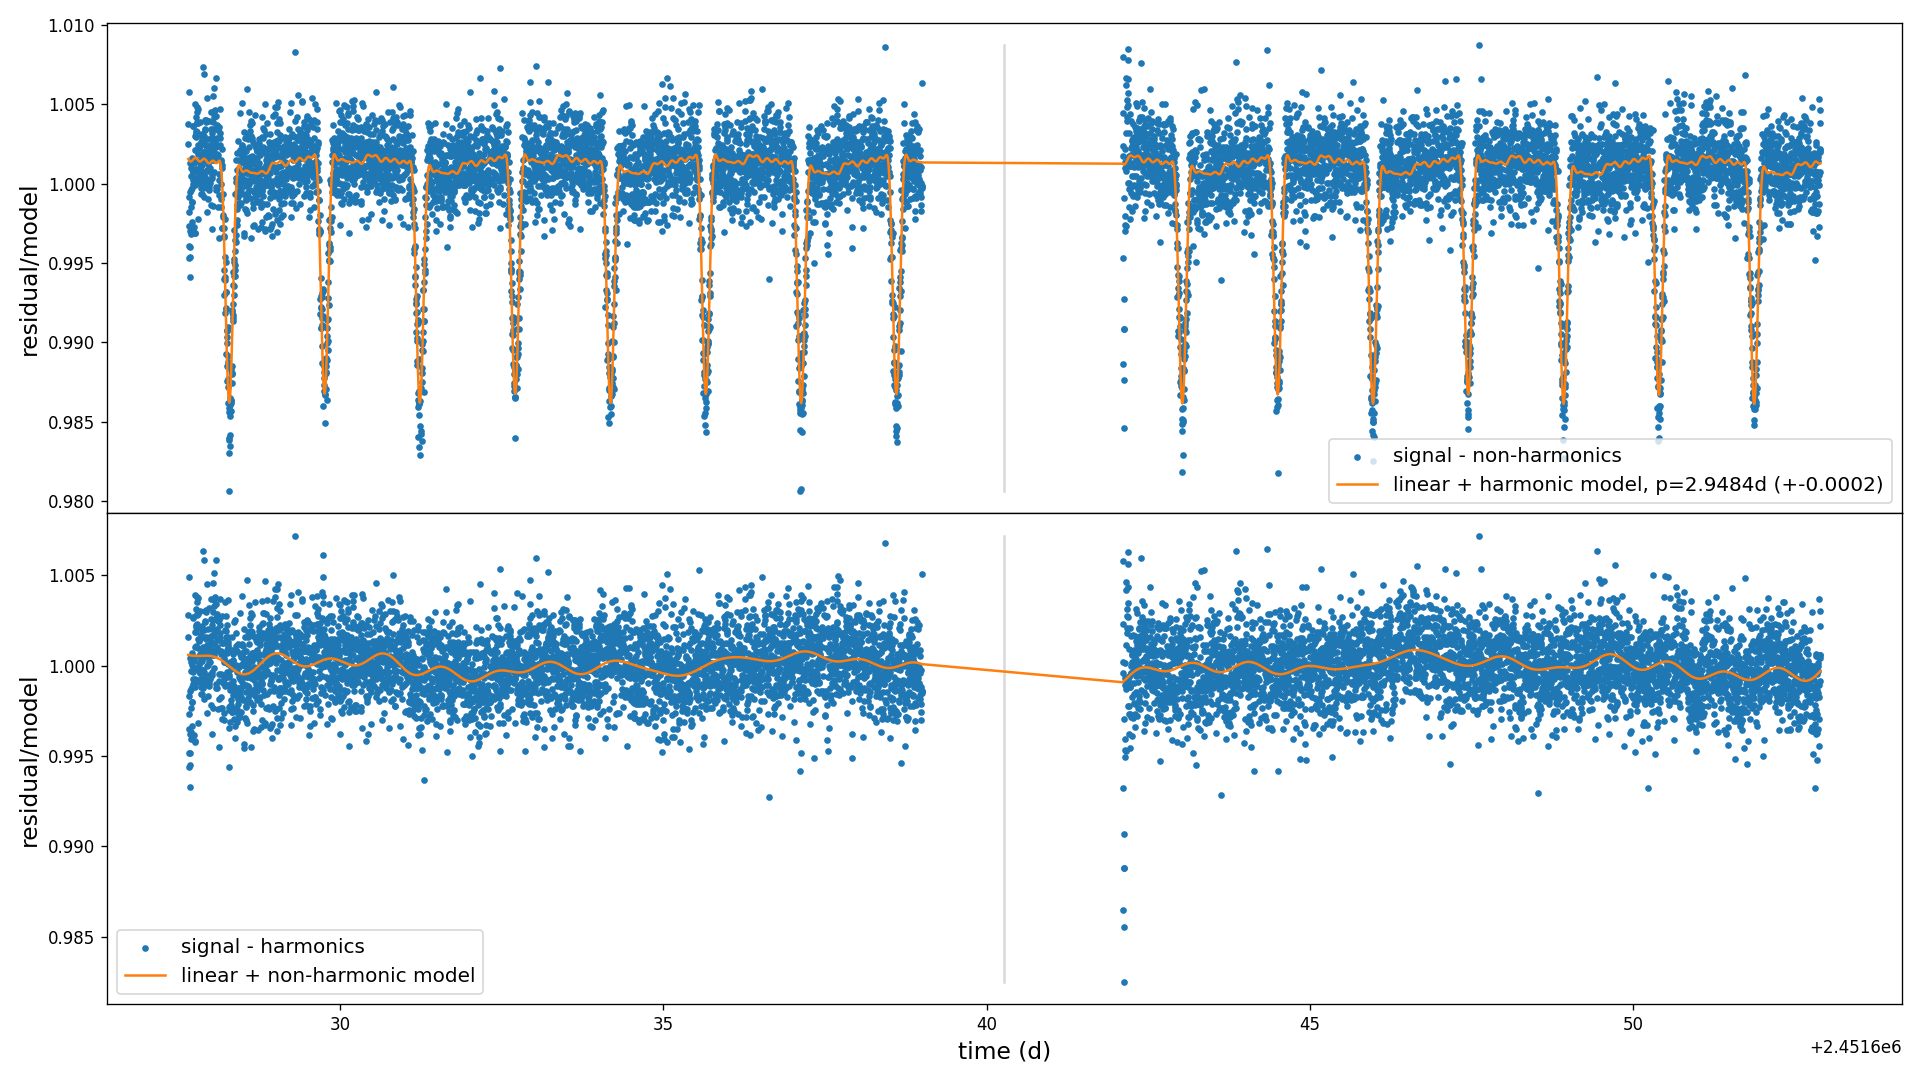 1.010
1.005
1.000
0.995
0.990
0.985
0.980
residual/model
signal - non-harmonics
linear + harmonic model, p=2.9484d (+-0.0002)
1.005
1.000
0.995
0.990
0.985
residual/model
signal - harmonics
linear + non-harmonic model
30 35 40 45 50
time (d)
+2.4516e6